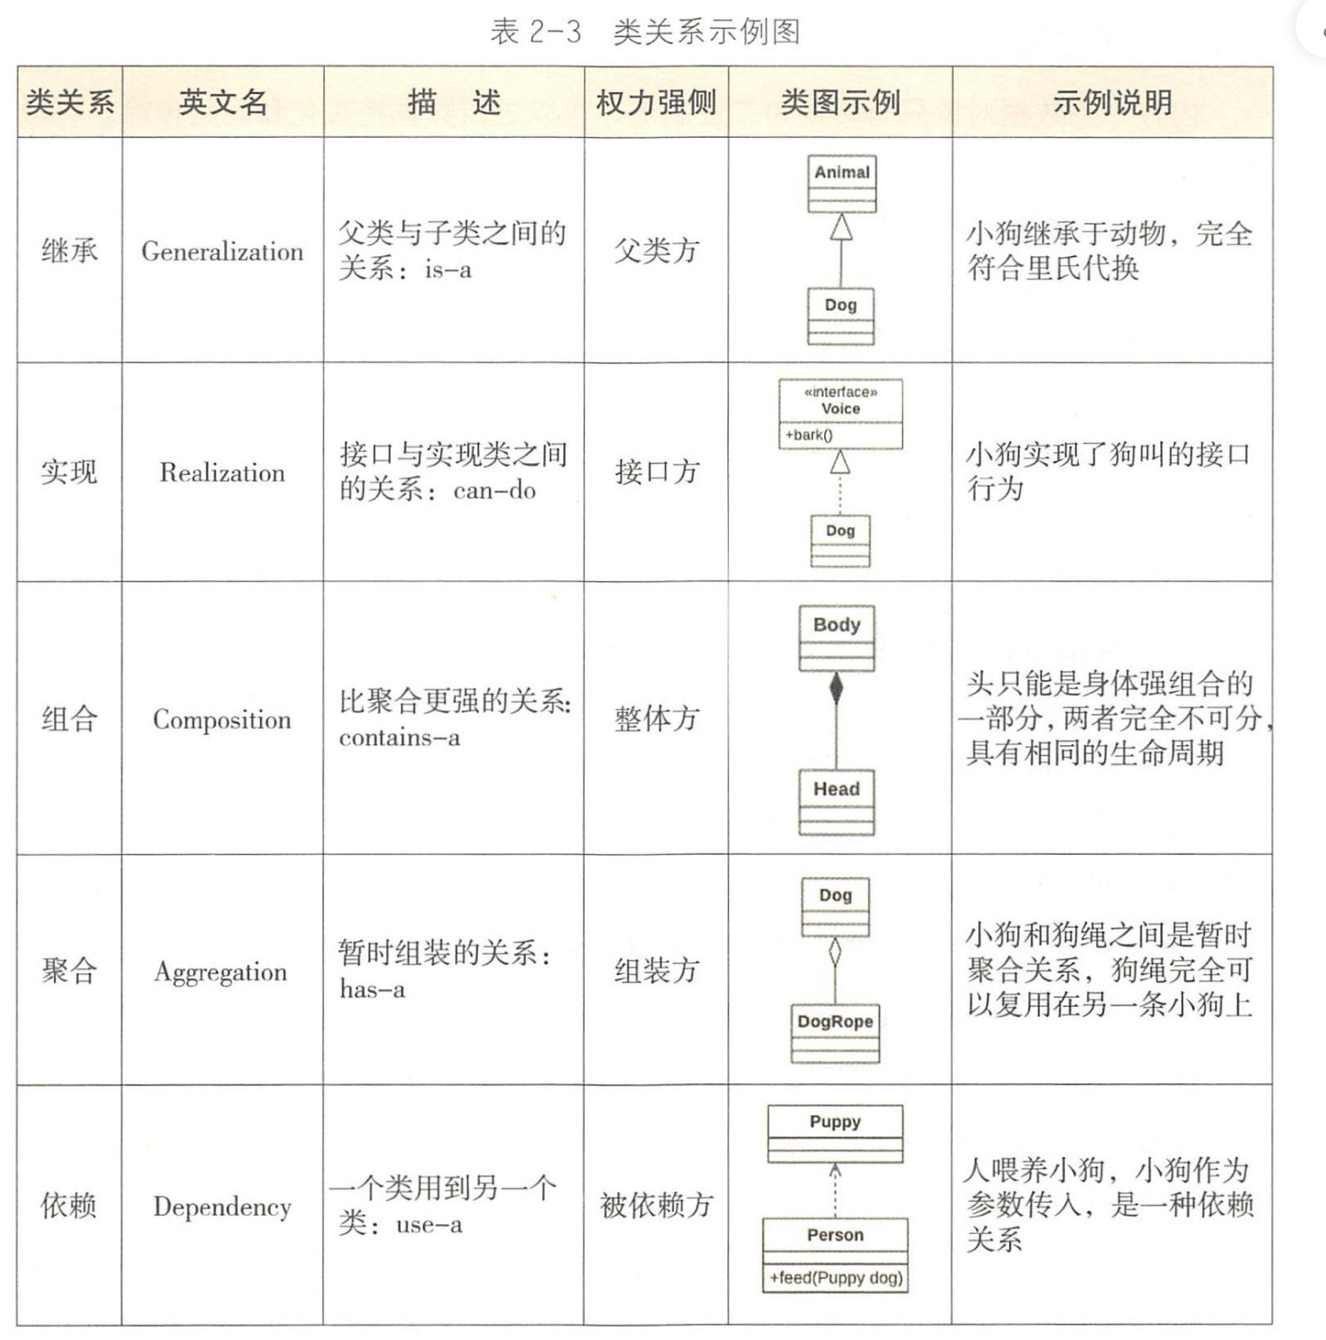 表 2-3 类关系示例图
类关系 英文名 描 述 权力强侧 类图示例 示例说明
继承
Generalization
父类与子类之间的
关系：is-a
父类方
Animal
Dog
小狗继承于动物，完全
符合里氏代换
实现
Realization
接口与实现类之间
的关系：can-do
接口方
«interface»
Voice
+bark()
Dog
小狗实现了狗叫的接口
行为
组合
Composition
比聚合更强的关系：
contains-a
整体方
Body
Head
头只能是身体强组合的
一部分，两者完全不可分，
具有相同的生命周期
聚合
Aggregation
暂时组装的关系：
has-a
组装方
Dog
DogRope
小狗和狗绳之间是暂时
聚合关系，狗绳完全可
以复用在另一条小狗上
依赖
Dependency
一个类用到另一个
类：use-a
被依赖方
Puppy
Person
+feed(Puppy dog)
人喂养小狗，小狗作为
参数传入，是一种依赖
关系